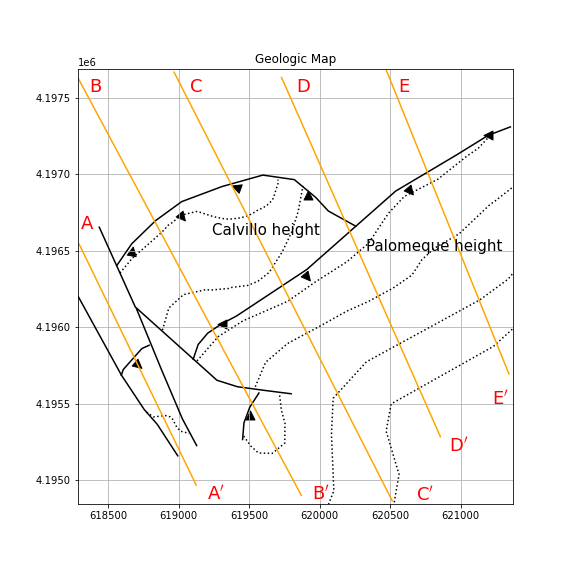 Geologic Map
1e6
B
C
D
E
4.1975
4.1970
A
Calvillo height
Palomeque height
4.1965
4.1960
4.1955
E′
D′
4.1950
A′
B′
C′
618500
619000
619500
620000
620500
621000